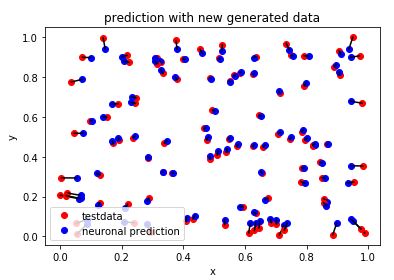 prediction with new generated data
y
1.0
0.8
0.6
0.4
0.2
0.0
testdata
neuronal prediction
0.0 0.2 0.4 0.6 0.8 1.0
x